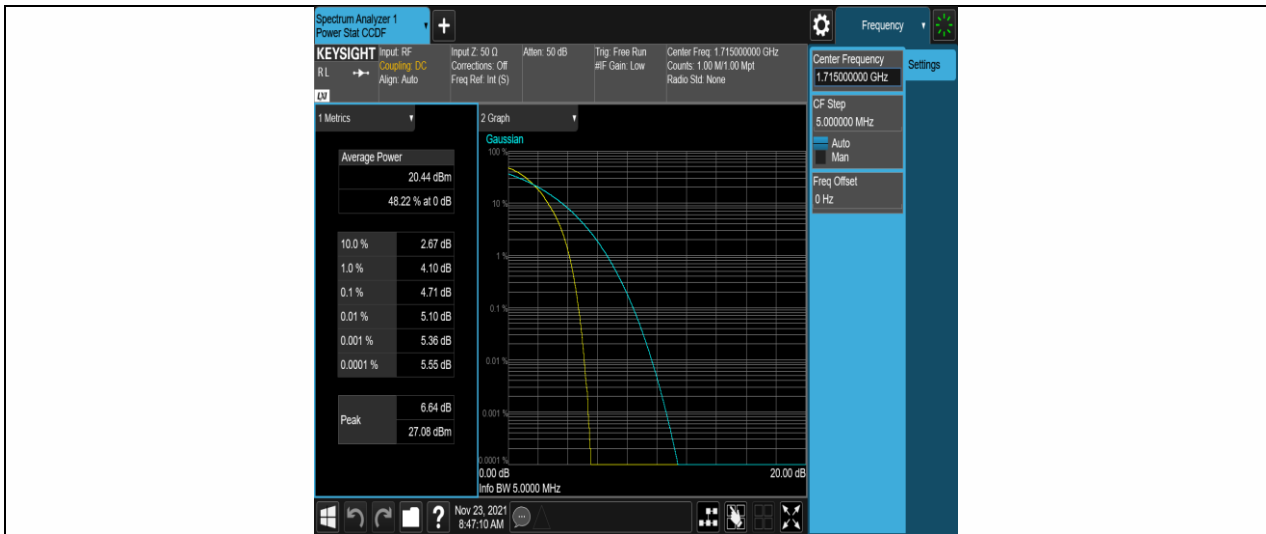 Spectrum Analyzer 1
Power Stat CCDF
Frequency
KEYSIGHT
RL
LXI
Input: RF
Coupling: DC
Align: Auto
Input Z: 50 Ω
Corrections: Off
Freq Ref: Int (S)
Atten: 50 dB
Trig: Free Run
#IF Gain: Low
Center Freq: 1.715000000 GHz
Counts: 1.00 M/1.00 Mpt
Radio Std: None
Center Frequency
1.715000000 GHz
Settings
CF Step
5.000000 MHz
Auto
Man
Freq Offset
0 Hz
1 Metrics
Average Power
20.44 dBm
48.22 % at 0 dB
10.0 % 2.67 dB
1.0 % 4.10 dB
0.1 % 4.71 dB
0.01 % 5.10 dB
0.001 % 5.36 dB
0.0001 % 5.55 dB
Peak
6.64 dB
27.08 dBm
2 Graph
Gaussian
100 %
10 %
1 %
0.1 %
0.01 %
0.001 %
0.0001 %
0.00 dB
20.00 dB
Info BW 5.0000 MHz
?
Nov 23, 2021
8:47:10 AM